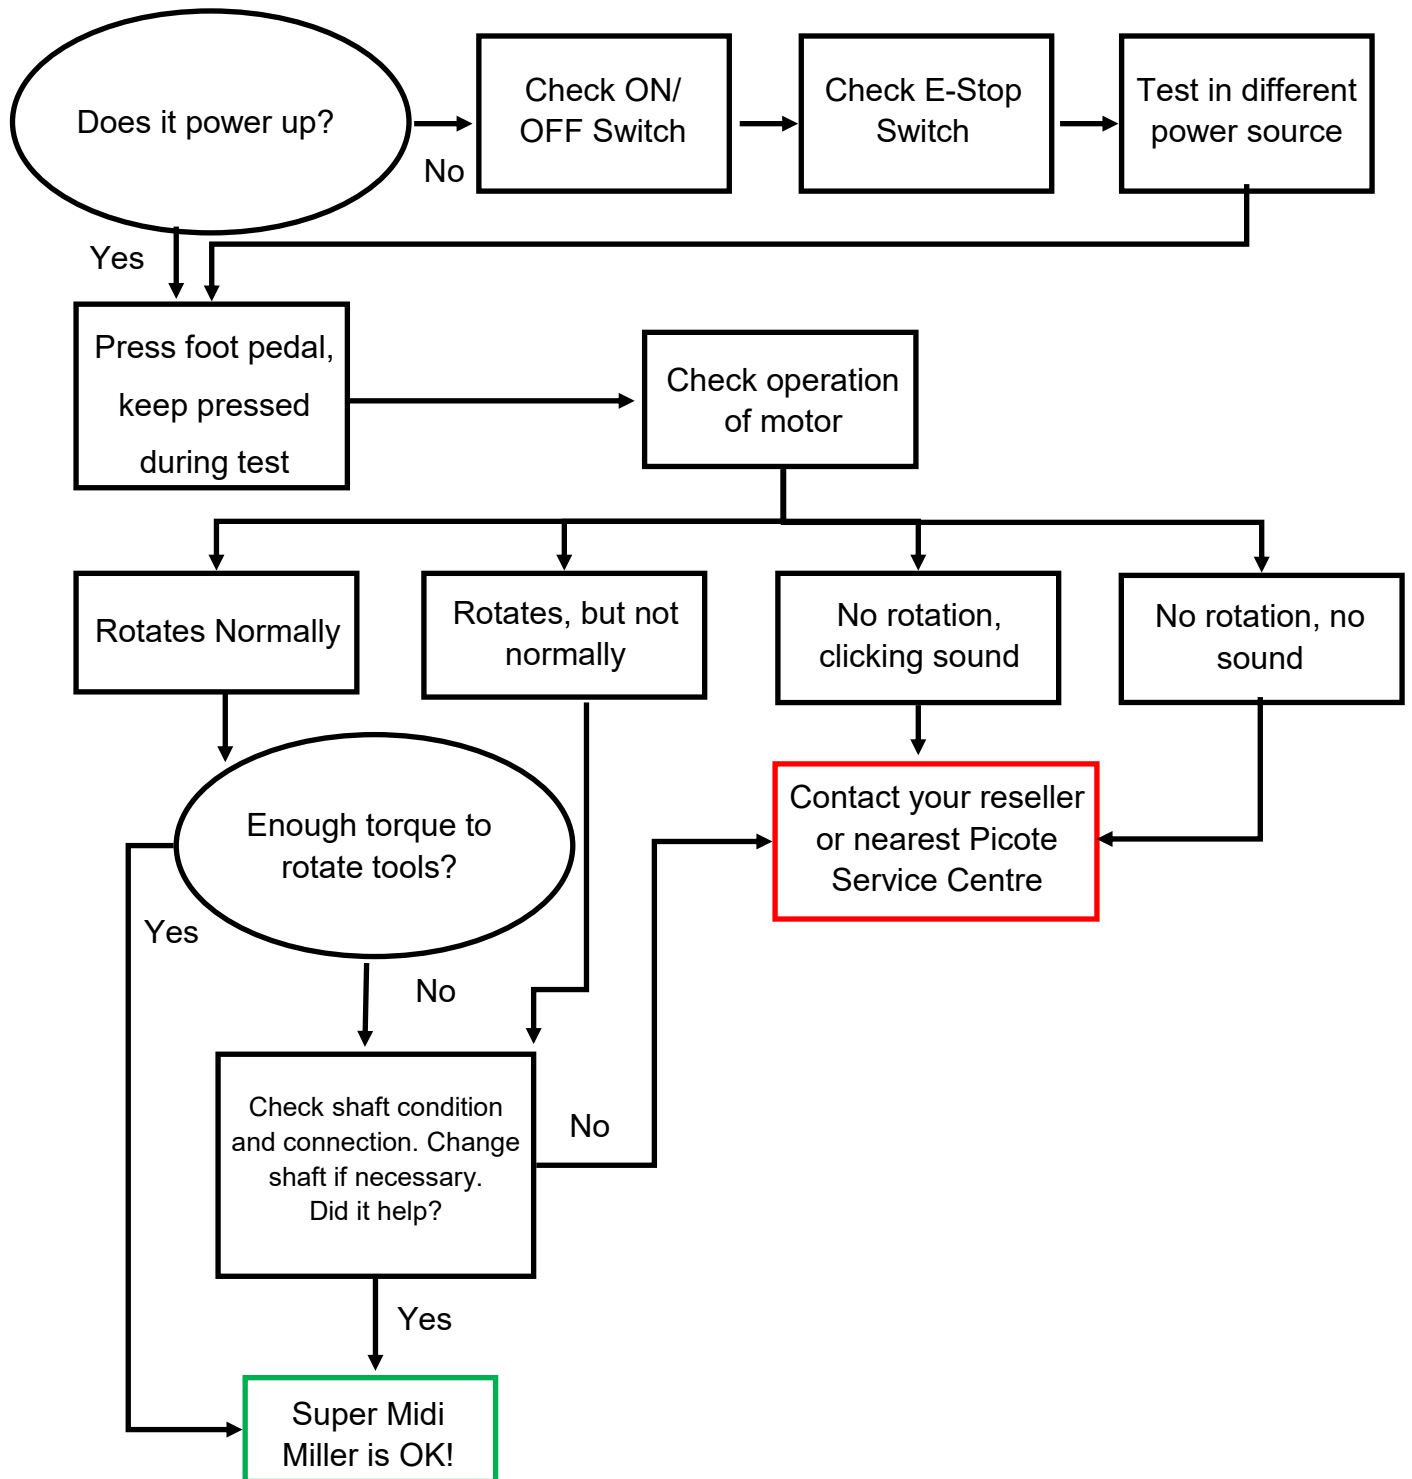 Does it power up?
No
Check ON/
OFF Switch
Check E-Stop
Switch
Test in different
power source
Yes
Press foot pedal,
keep pressed
during test
Check operation
of motor
Rotates Normally
Rotates, but not
normally
No rotation,
clicking sound
No rotation, no
sound
Enough torque to
rotate tools?
Contact your reseller
or nearest Picote
Service Centre
Yes
No
Check shaft condition
and connection. Change
shaft if necessary.
Did it help?
No
Yes
Super Midi
Miller is OK!